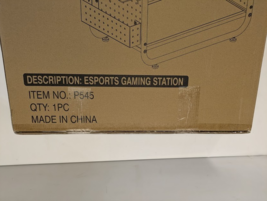 DESCRIPTION: ESPORTS GAMING STATION
ITEM NO.: P545
QTY: 1PC
MADE IN CHINA